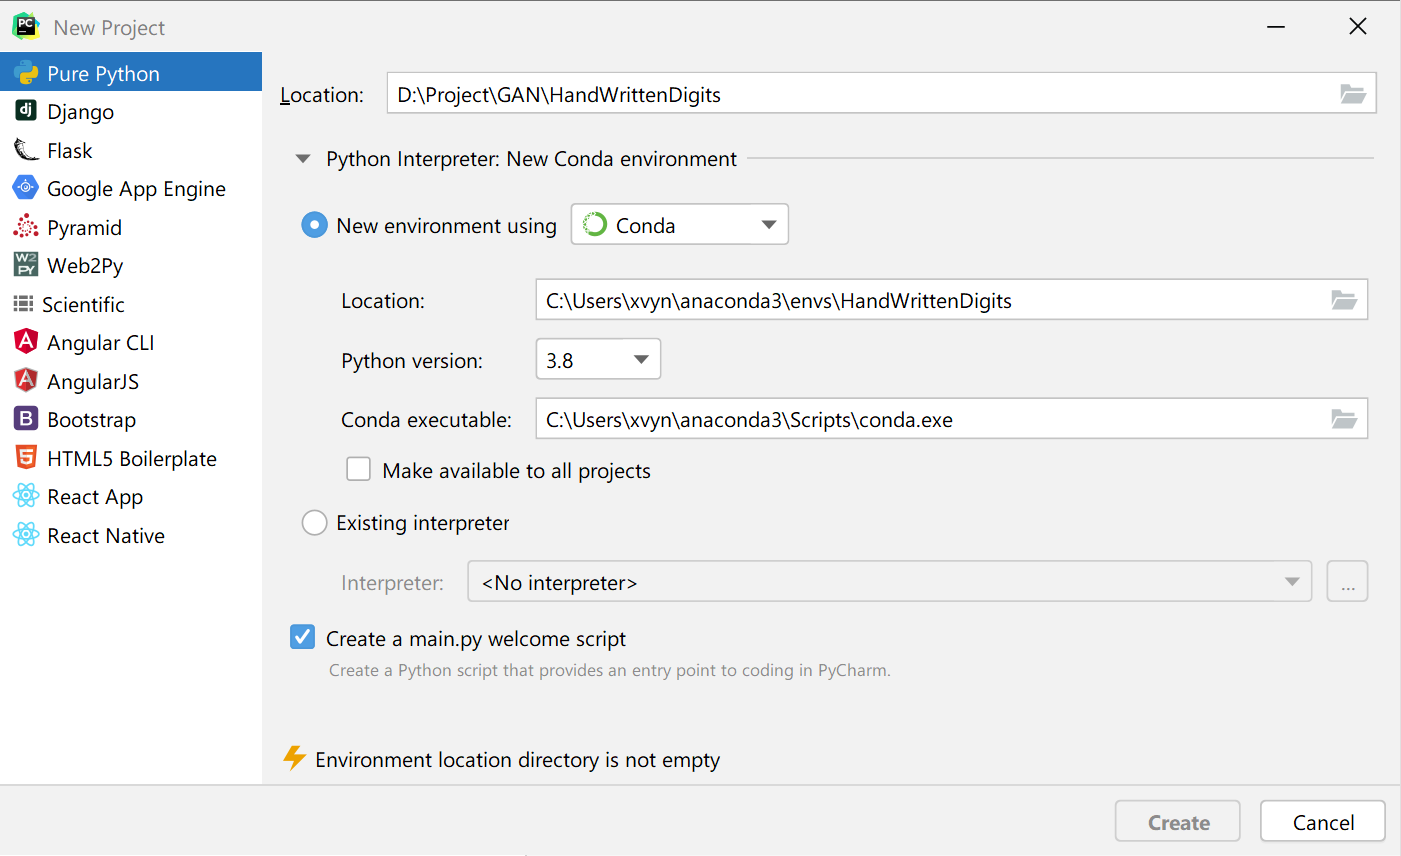 PC
New Project
Pure Python
dj Django
Flask
Google App Engine
Pyramid
W2PY Web2Py
Scientific
A Angular CLI
A AngularJS
B Bootstrap
5 HTML5 Boilerplate
React App
React Native
Location: D:\Project\GAN\HandWrittenDigits
Python Interpreter: New Conda environment
New environment using Conda
Location: C:\Users\xvyn\anaconda3\envs\HandWrittenDigits
Python version: 3.8
Conda executable: C:\Users\xvyn\anaconda3\Scripts\conda.exe
Make available to all projects
Existing interpreter
Interpreter: <No interpreter> ...
Create a main.py welcome script
Create a Python script that provides an entry point to coding in PyCharm.
Environment location directory is not empty
Create Cancel